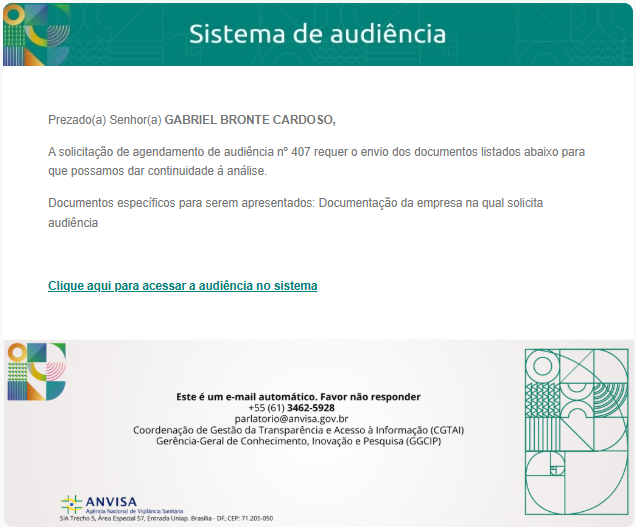 Sistema de audiência
Prezado(a) Senhor(a) GABRIEL BRONTE CARDOSO,
A solicitação de agendamento de audiência nº 407 requer o envio dos documentos listados abaixo para
que possamos dar continuidade à análise.
Documentos específicos para serem apresentados: Documentação da empresa na qual solicita
audiência
Clique aqui para acessar a audiência no sistema
Este é um e-mail automático. Favor não responder
+55 (61) 3462-5928
parlatorio@anvisa.gov.br
Coordenação de Gestão da Transparência e Acesso à Informação (CGTAI)
Gerência-Geral de Conhecimento, Inovação e Pesquisa (GGCIP)
ANVISA
Agência Nacional de Vigilância Sanitária
SIA Trecho 5, Área Especial 57, Entrada Uniap. Brasília - DF, CEP: 71.205-050